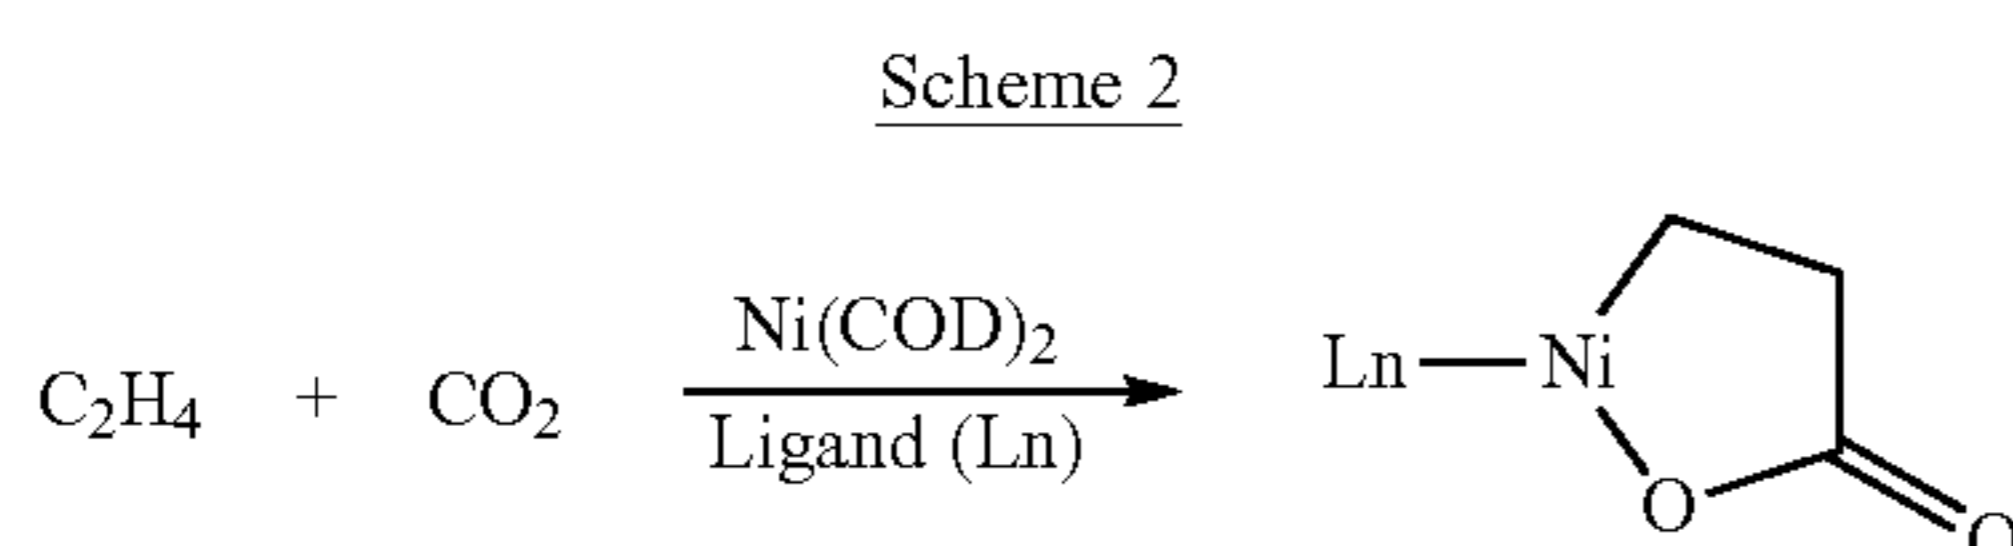 Scheme 2
C₂H₄ + CO₂
Ni(COD)₂
Ligand (Ln)
Ln
Ni
O
O